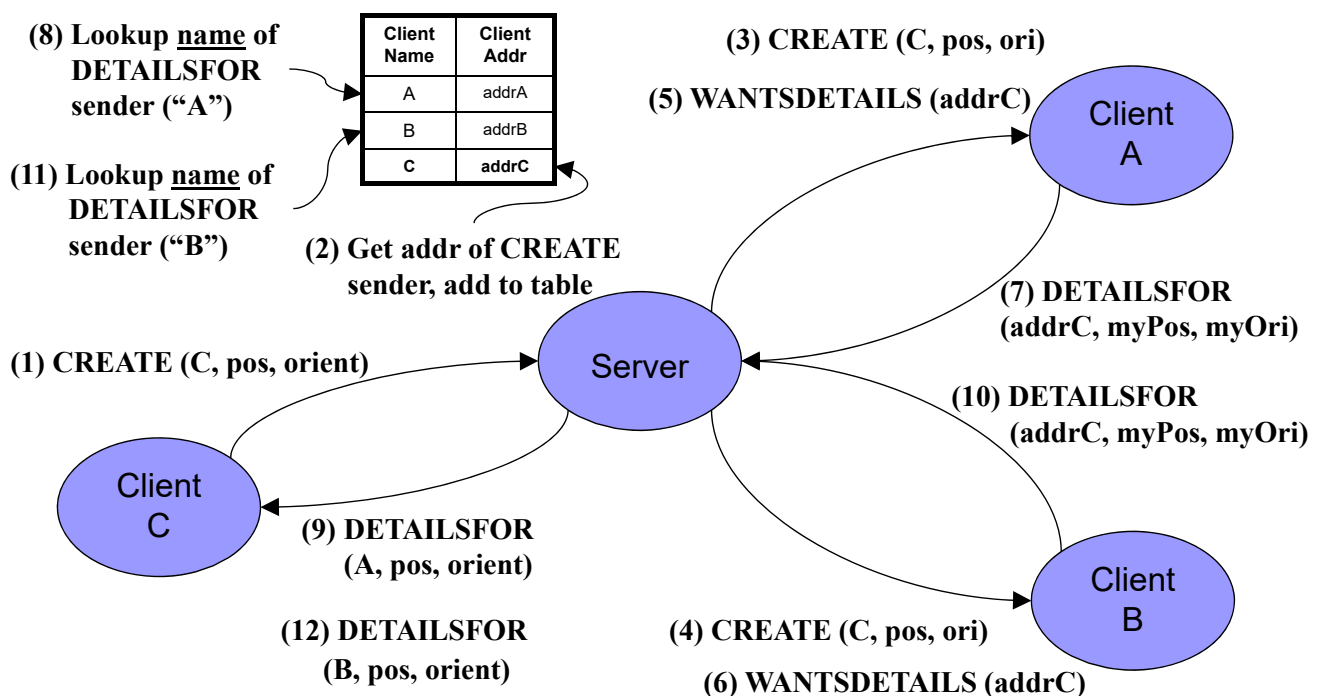 (8) Lookup name of
DETAILSFOR
sender (“A”)
(11) Lookup name of
DETAILSFOR
sender (“B”)
Client Name
Client Addr
A
addrA
B
addrB
C
addrC
(2) Get addr of CREATE
sender, add to table
(3) CREATE (C, pos, ori)
(5) WANTSDETAILS (addrC)
Client
A
(7) DETAILSFOR
(addrC, myPos, myOri)
(1) CREATE (C, pos, orient)
Server
(10) DETAILSFOR
(addrC, myPos, myOri)
Client
C
(9) DETAILSFOR
(A, pos, orient)
(12) DETAILSFOR
(B, pos, orient)
(4) CREATE (C, pos, ori)
(6) WANTSDETAILS (addrC)
Client
B